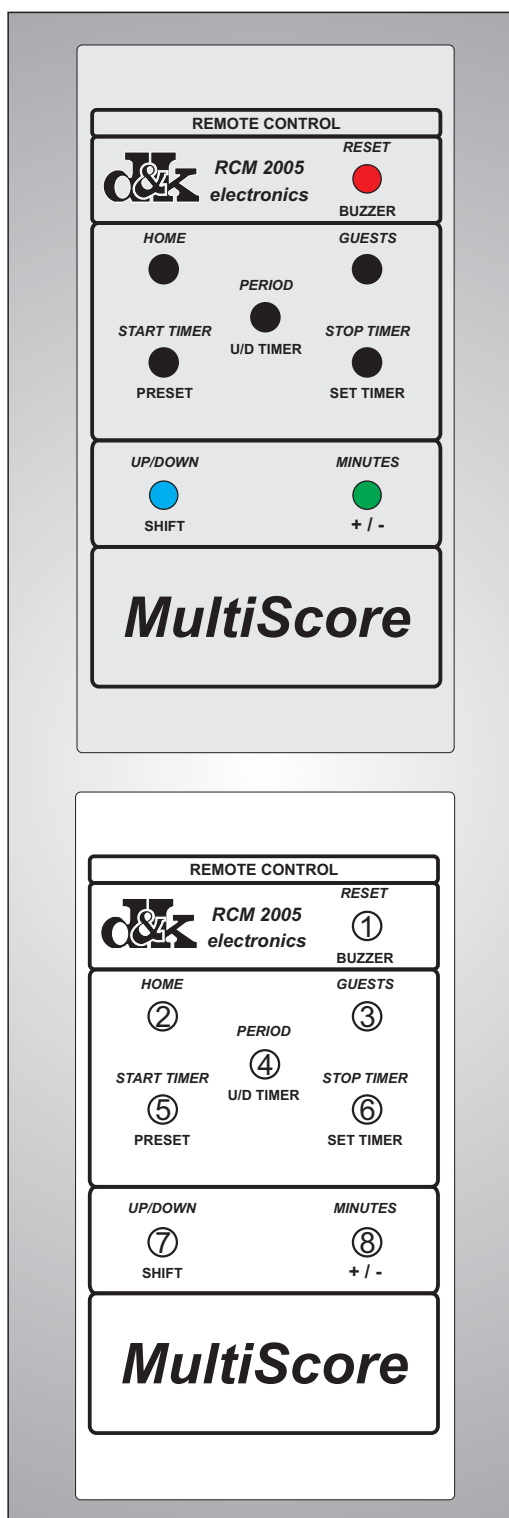 REMOTE CONTROL
d&k
RCM 2005
electronics
RESET
BUZZER
HOME
GUESTS
PERIOD
U/D TIMER
START TIMER
PRESET
STOP TIMER
SET TIMER
UP/DOWN
SHIFT
MINUTES
+ / -
MultiScore
REMOTE CONTROL
d&k
RCM 2005
electronics
RESET
①
BUZZER
HOME
②
GUESTS
③
PERIOD
④
U/D TIMER
START TIMER
⑤
PRESET
STOP TIMER
⑥
SET TIMER
UP/DOWN
⑦
SHIFT
MINUTES
⑧
+ / -
MultiScore